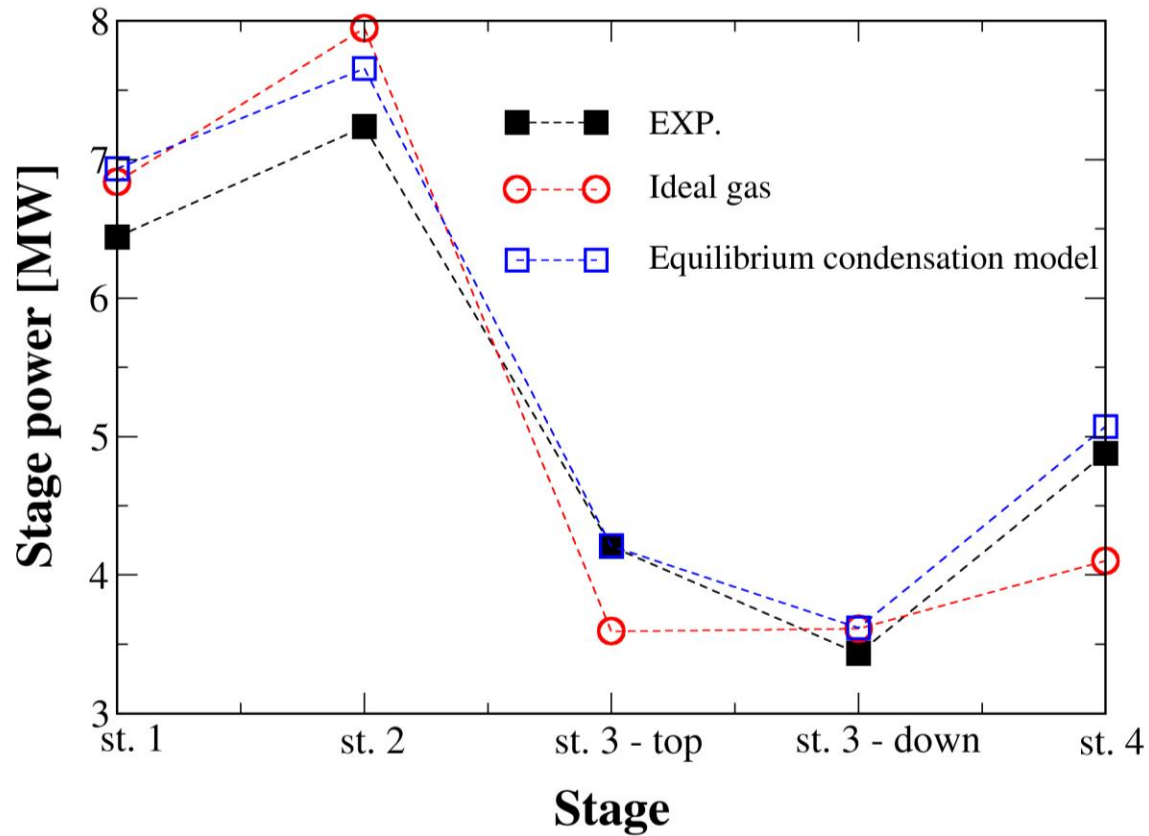 8
7
6
5
4
3
Stage power [MW]
EXP.
Ideal gas
Equilibrium condensation model
st. 1
st. 2
st. 3 - top
st. 3 - down
st. 4
Stage